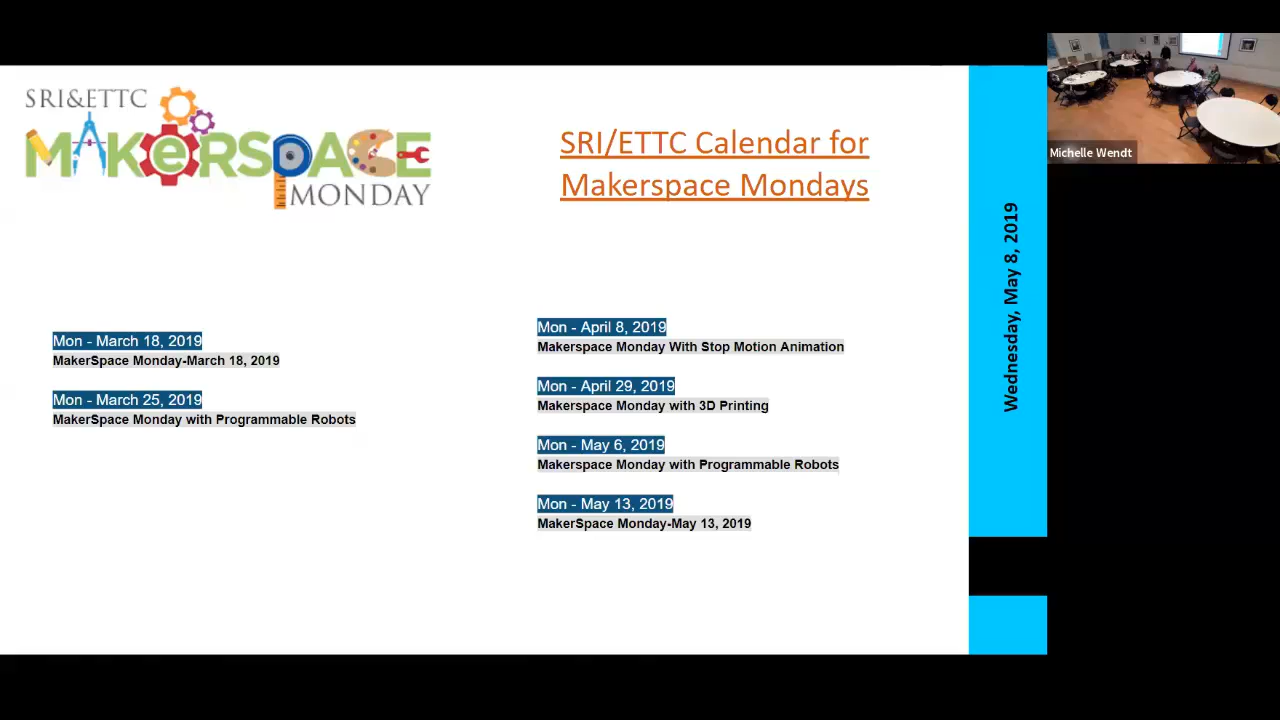 SRI&ETTC
MAKeRSPACE
MONDAY
SRI/ETTC Calendar for
Makerspace Mondays
Mon - March 18, 2019
MakerSpace Monday-March 18, 2019
Mon - March 25, 2019
MakerSpace Monday with Programmable Robots
Mon - April 8, 2019
Makerspace Monday With Stop Motion Animation
Mon - April 29, 2019
Makerspace Monday with 3D Printing
Mon - May 6, 2019
Makerspace Monday with Programmable Robots
Mon - May 13, 2019
MakerSpace Monday-May 13, 2019
Wednesday, May 8, 2019
Michelle Wendt